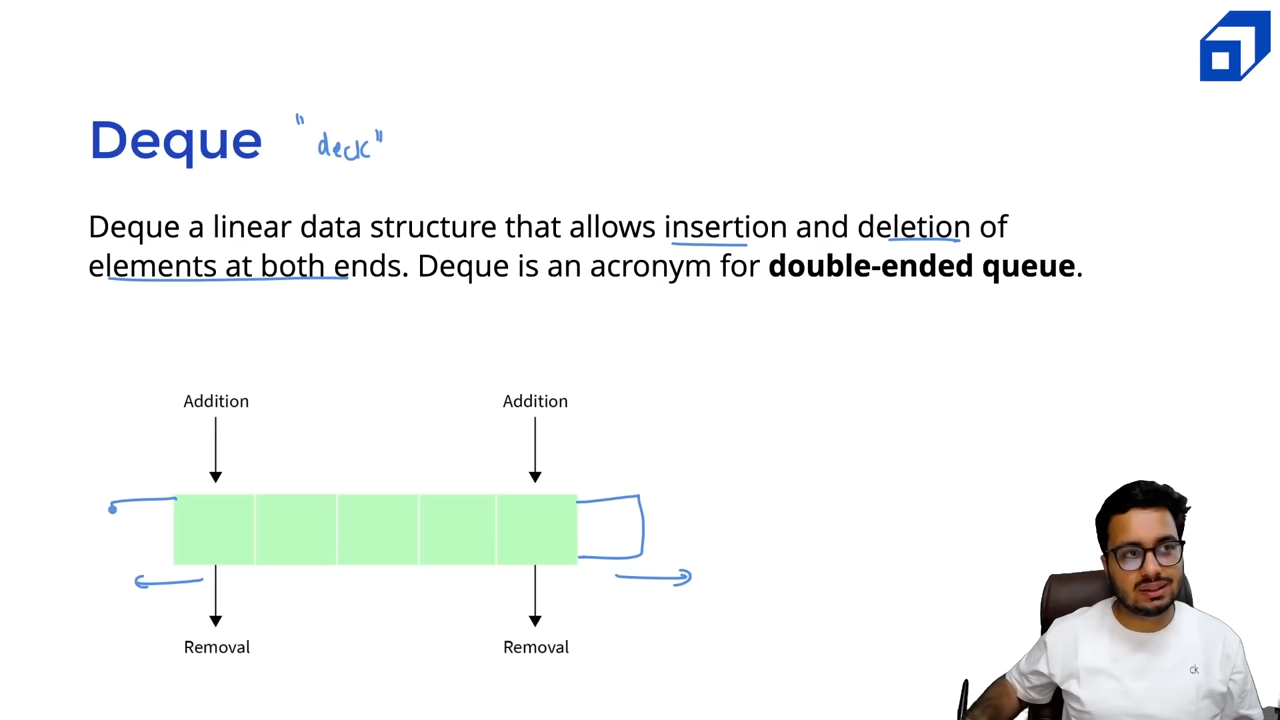 Deque "deck"
Deque a linear data structure that allows insertion and deletion of
elements at both ends. Deque is an acronym for double-ended queue.
Addition Addition
Removal Removal
ck